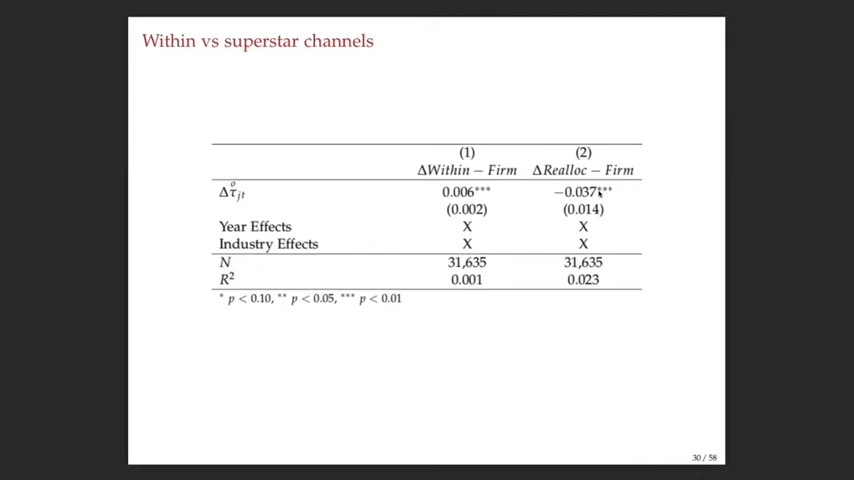 Within vs superstar channels
(1) (2)
ΔWithin − Firm ΔRealloc − Firm
Δτ̊jt 0.006*** −0.037***
(0.002) (0.014)
Year Effects X X
Industry Effects X X
N 31,635 31,635
R² 0.001 0.023
* p < 0.10, ** p < 0.05, *** p < 0.01
30 / 58